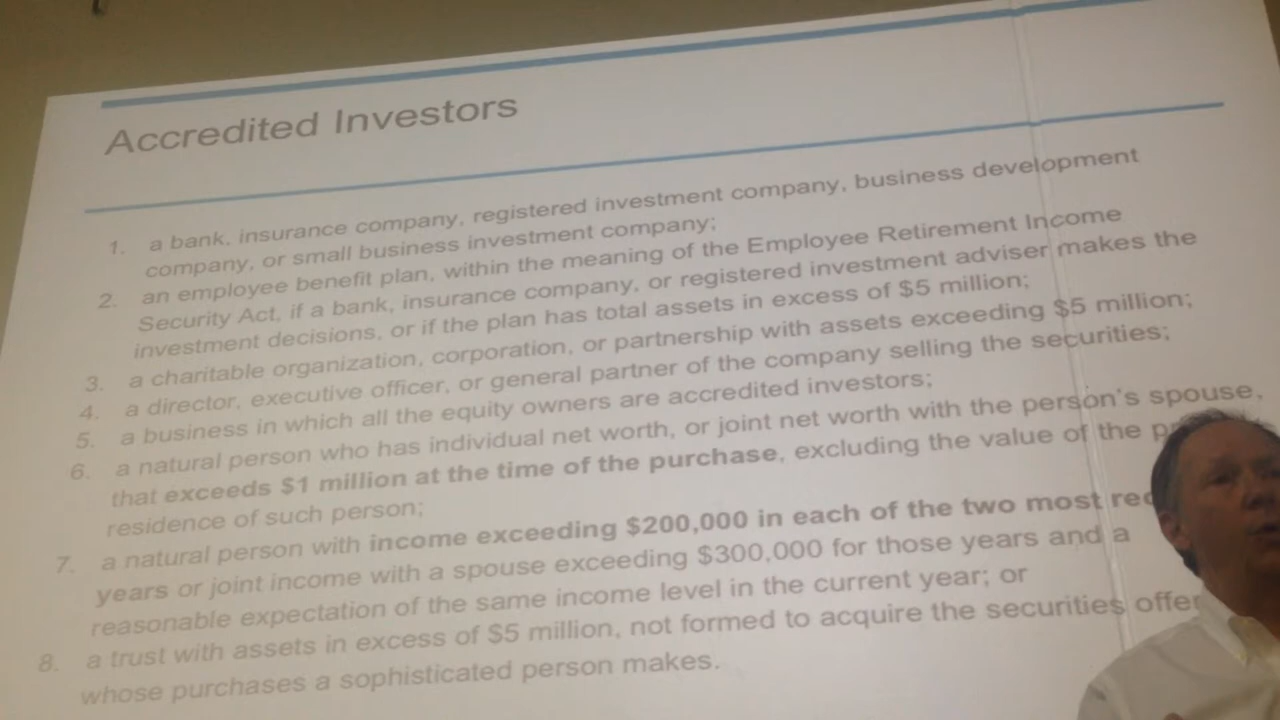 Accredited Investors
1. a bank, insurance company, registered investment company, business development
company, or small business investment company;
2. an employee benefit plan, within the meaning of the Employee Retirement Income
Security Act, if a bank, insurance company, or registered investment adviser makes the
investment decisions, or if the plan has total assets in excess of $5 million;
3. a charitable organization, corporation, or partnership with assets exceeding $5 million;
4. a director, executive officer, or general partner of the company selling the securities;
5. a business in which all the equity owners are accredited investors;
6. a natural person who has individual net worth, or joint net worth with the person's spouse,
that exceeds $1 million at the time of the purchase, excluding the value of the
residence of such person;
7. a natural person with income exceeding $200,000 in each of the two most
years or joint income with a spouse exceeding $300,000 for those years and a
reasonable expectation of the same income level in the current year; or
8. a trust with assets in excess of $5 million, not formed to acquire the securities
whose purchases a sophisticated person makes.